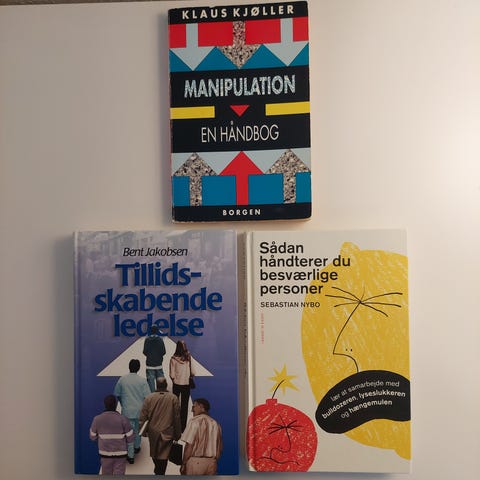 KLAUS KJØLLER
MANIPULATION
EN HÅNDBOG
BORGEN
Bent Jakobsen
Tillids-
skabende
ledelse
Sådan
håndterer du
besværlige
personer
SEBASTIAN NYBO
lær at samarbejde med
bulldozeren, lyseslukkeren
og hængemulen